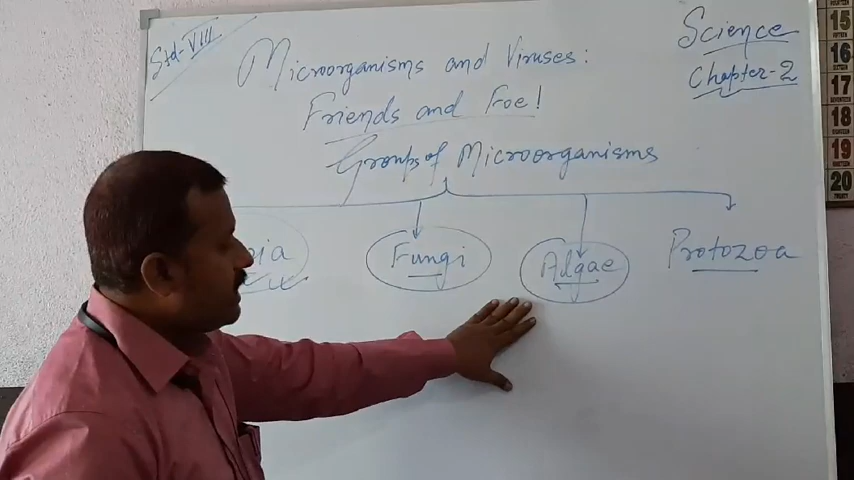 Std-VIII
Science
Chapter-2
Microorganisms and Viruses:
Friends and Foe!
Groups of Microorganisms
Fungi
Algae
Protozoa
15
16
17
18
19
20